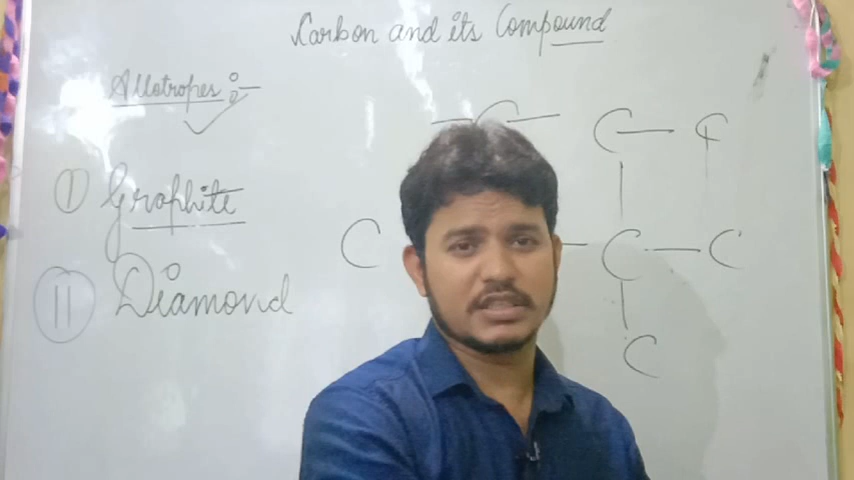 Carbon and its Compound
Allotropes :-
I Graphite
II Diamond
C C C
C C C
C